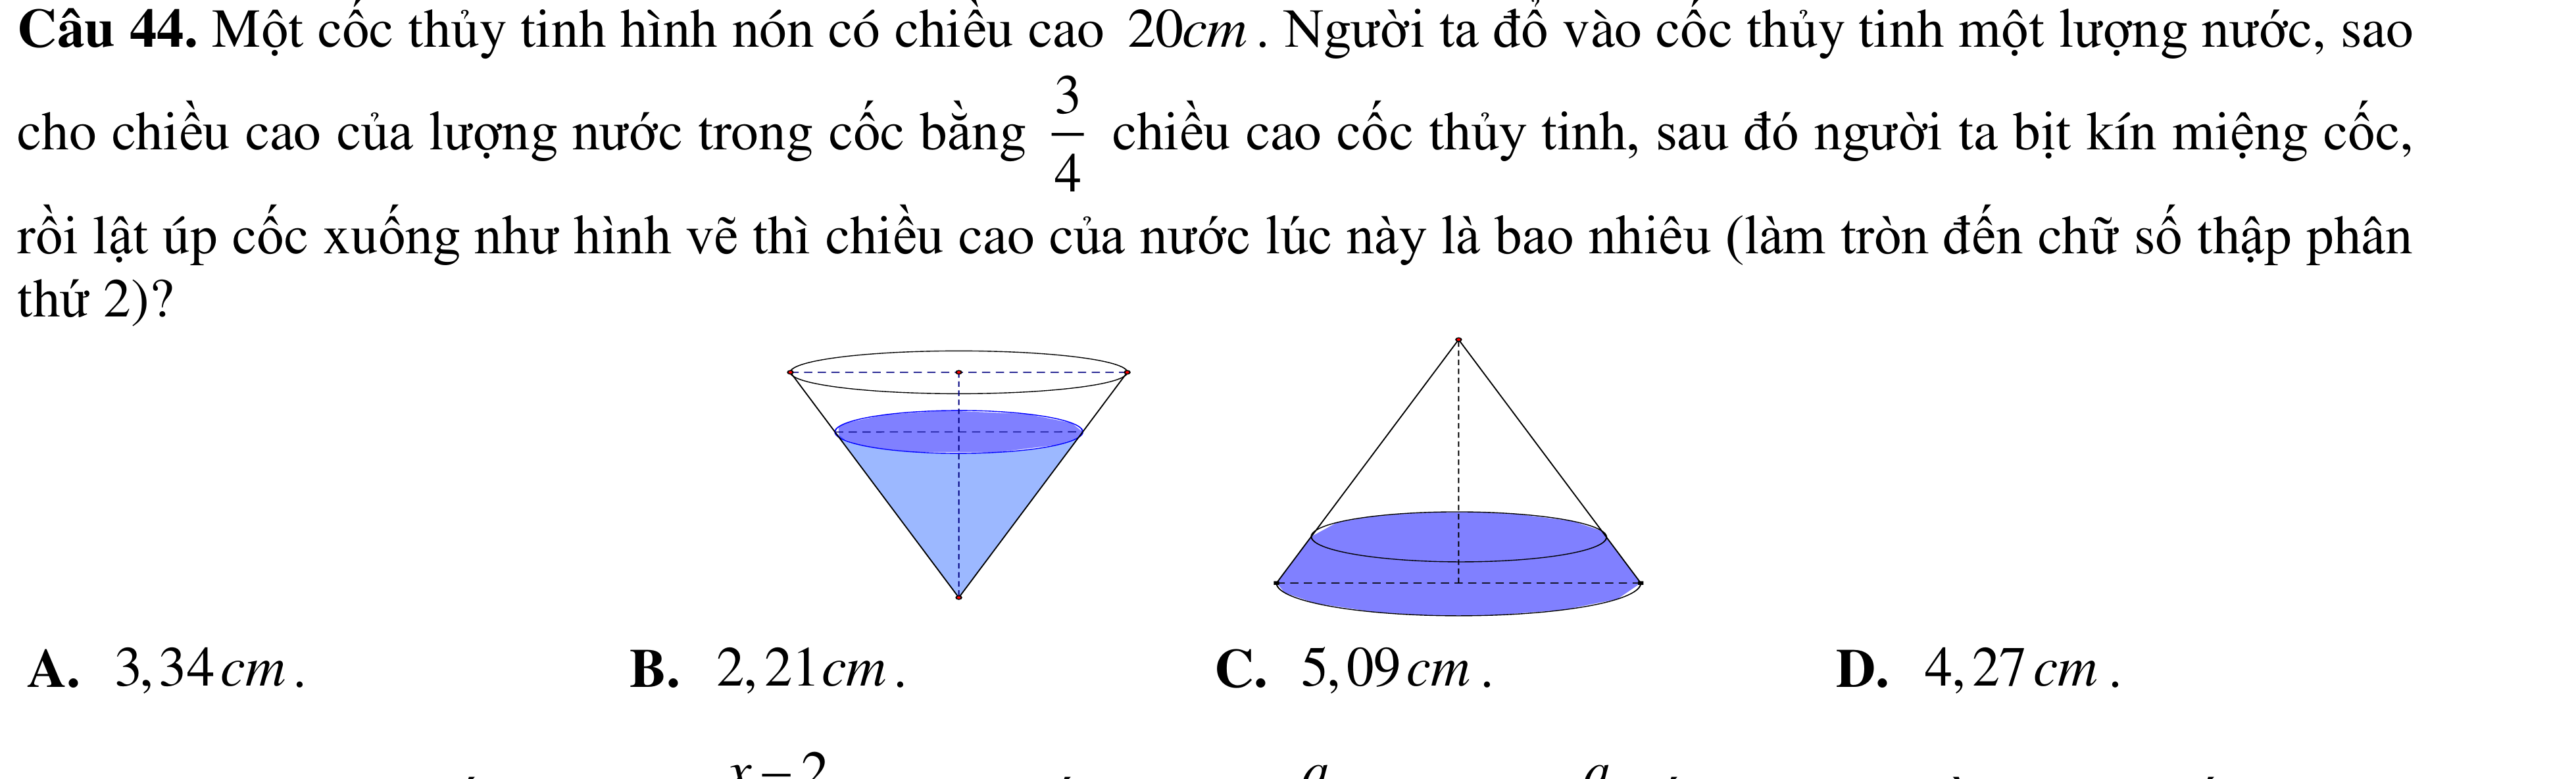 Câu 44. Một cốc thủy tinh hình nón có chiều cao 20cm. Người ta đổ vào cốc thủy tinh một lượng nước, sao
cho chiều cao của lượng nước trong cốc bằng 3/4 chiều cao cốc thủy tinh, sau đó người ta bịt kín miệng cốc,
rồi lật úp cốc xuống như hình vẽ thì chiều cao của nước lúc này là bao nhiêu (làm tròn đến chữ số thập phân
thứ 2)?
A. 3,34cm. B. 2,21cm. C. 5,09cm. D. 4,27cm.
x − 2